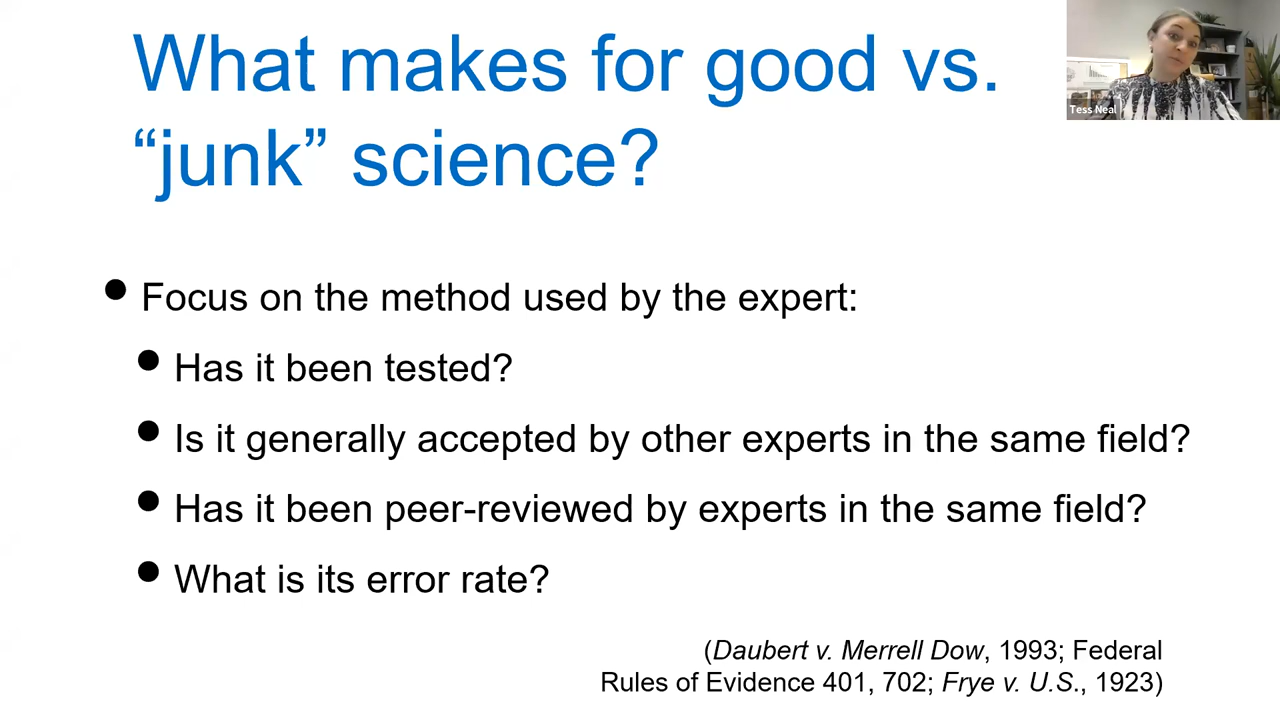 What makes for good vs.
“junk” science?
Tess Neal
• Focus on the method used by the expert:
• Has it been tested?
• Is it generally accepted by other experts in the same field?
• Has it been peer-reviewed by experts in the same field?
• What is its error rate?
(Daubert v. Merrell Dow, 1993; Federal
Rules of Evidence 401, 702; Frye v. U.S., 1923)